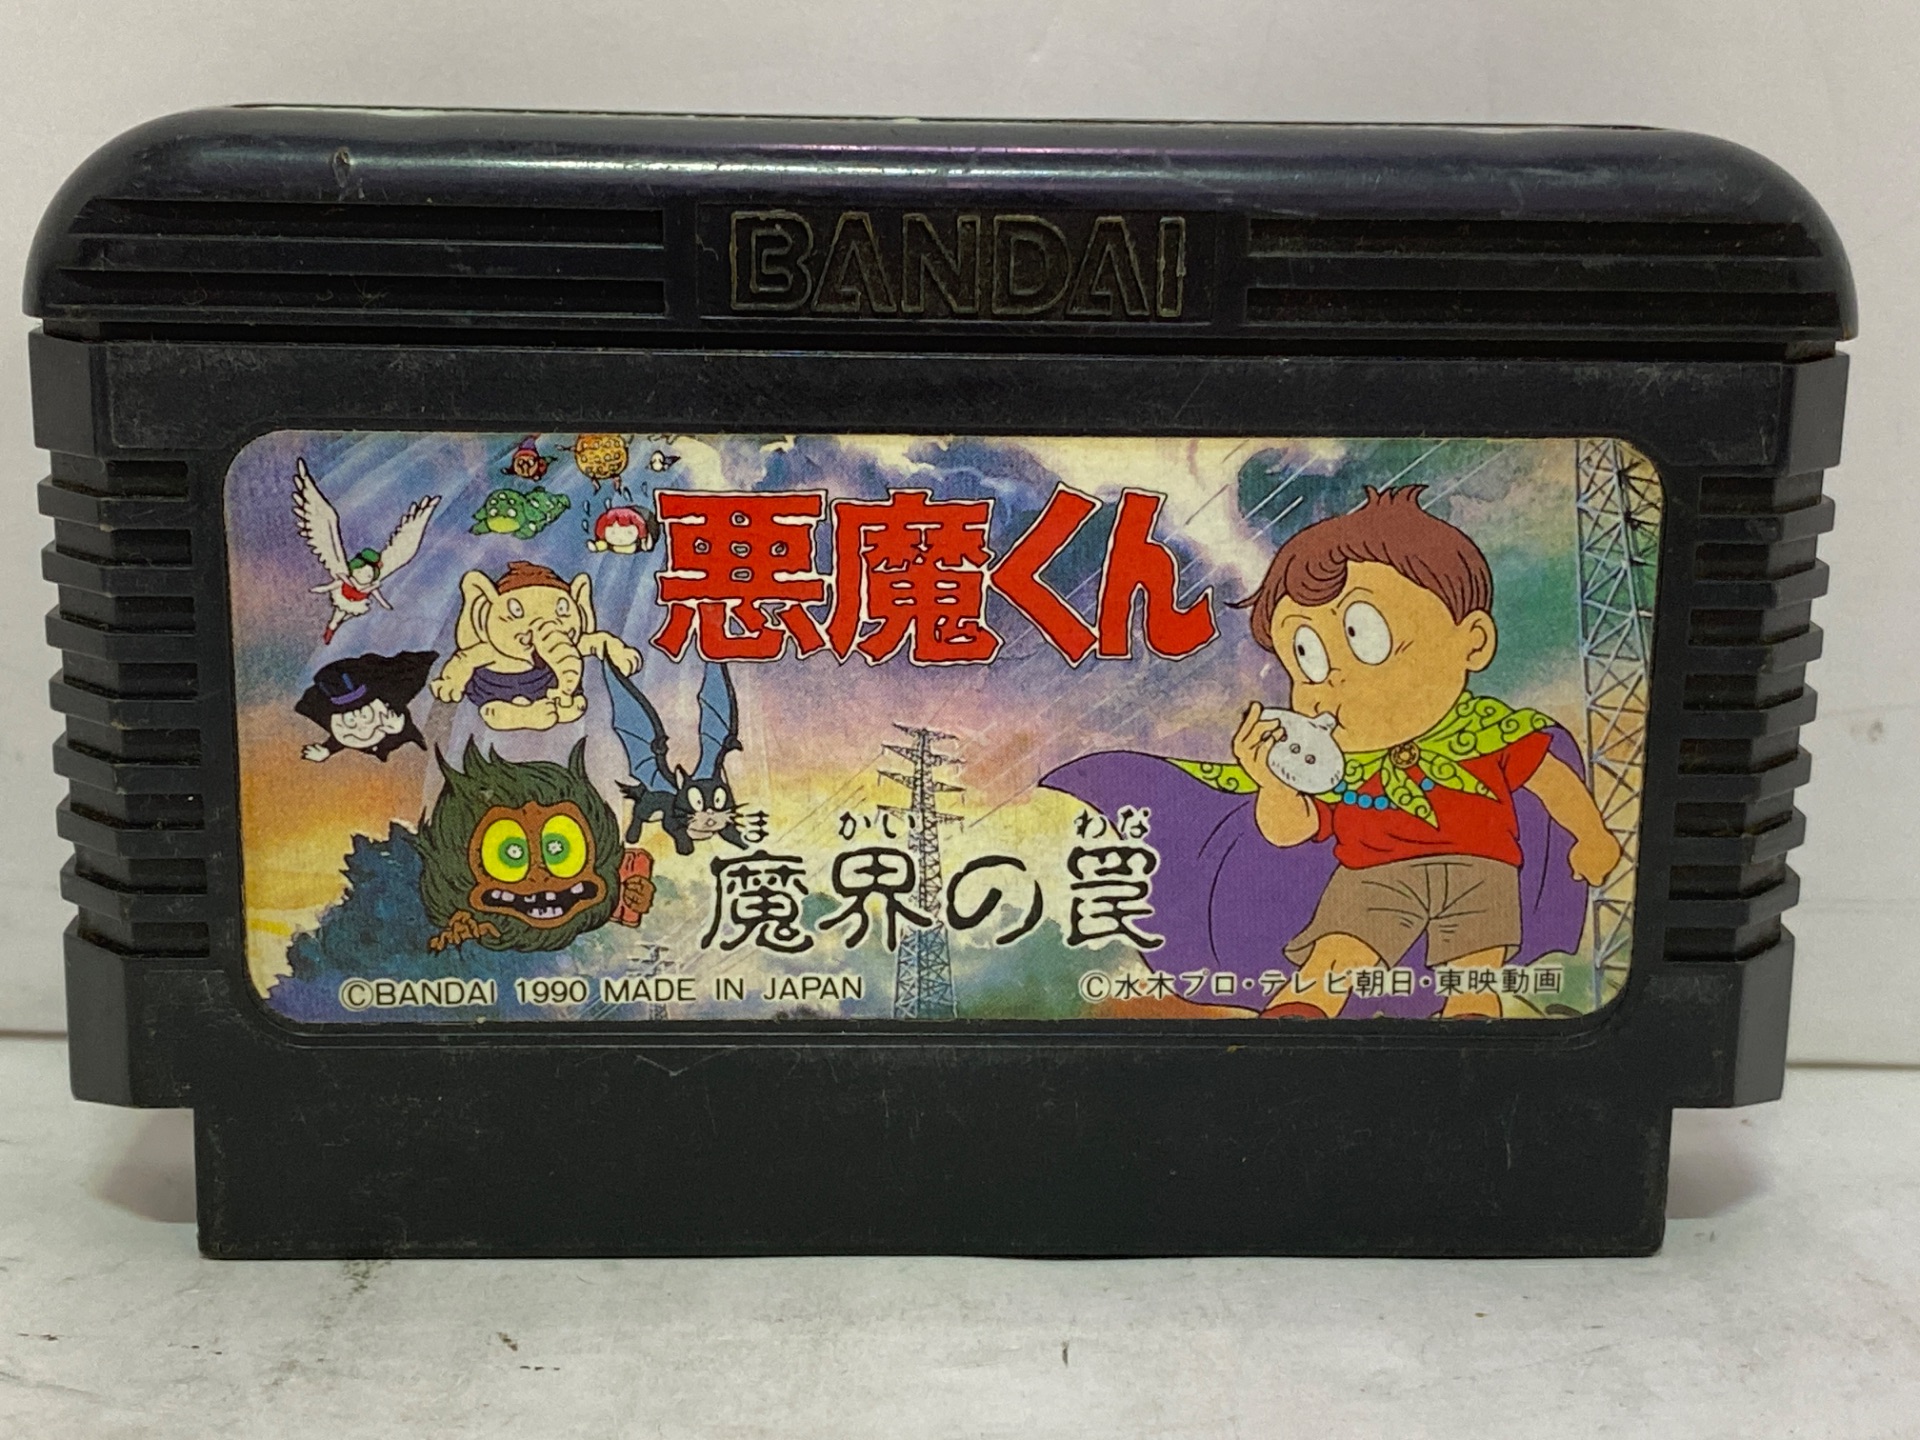 BANDAI
悪魔くん
ま かい わな
魔界の罠
©BANDAI 1990 MADE IN JAPAN
©水木プロ・テレビ朝日・東映動画